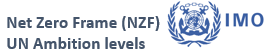 Net Zero Frame (NZF)
UN Ambition levels
IMO